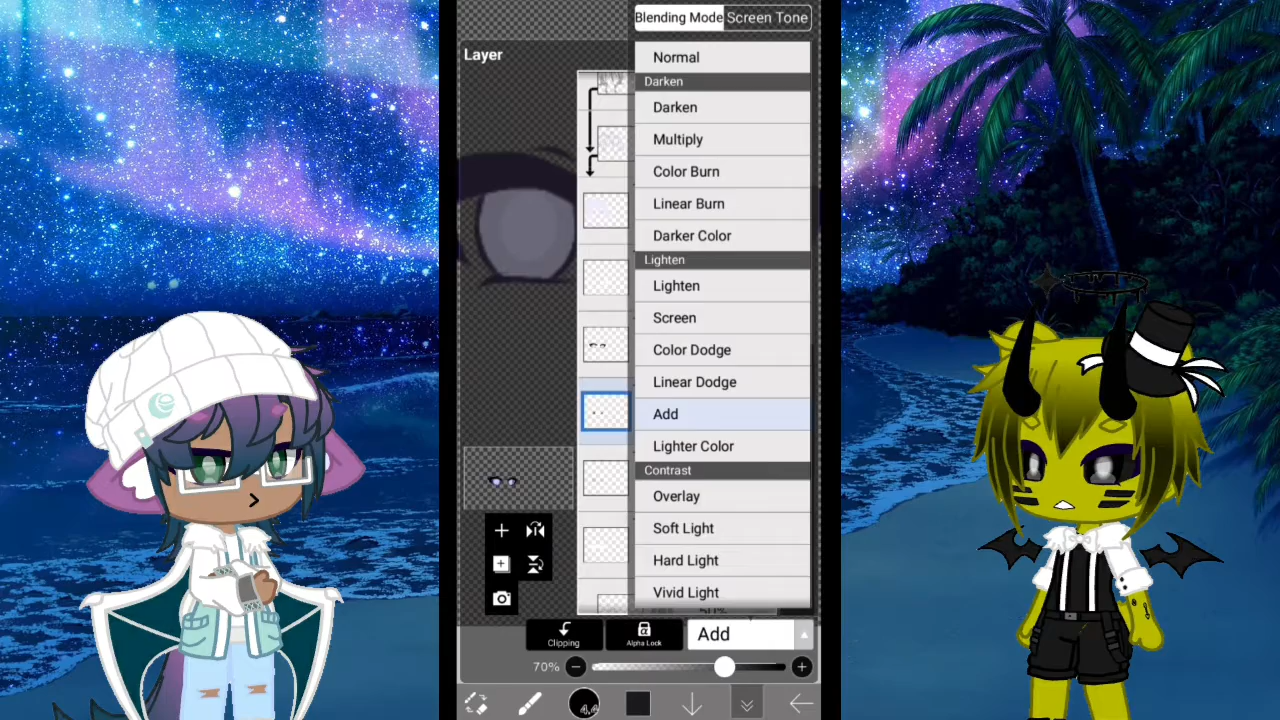 Blending Mode Screen Tone
Layer
Normal
Darken
Darken
Multiply
Color Burn
Linear Burn
Darker Color
Lighten
Lighten
Screen
Color Dodge
Linear Dodge
Add
Lighter Color
Contrast
Overlay
Soft Light
Hard Light
Vivid Light
Clipping
Alpha Lock
Add
70%
4.4